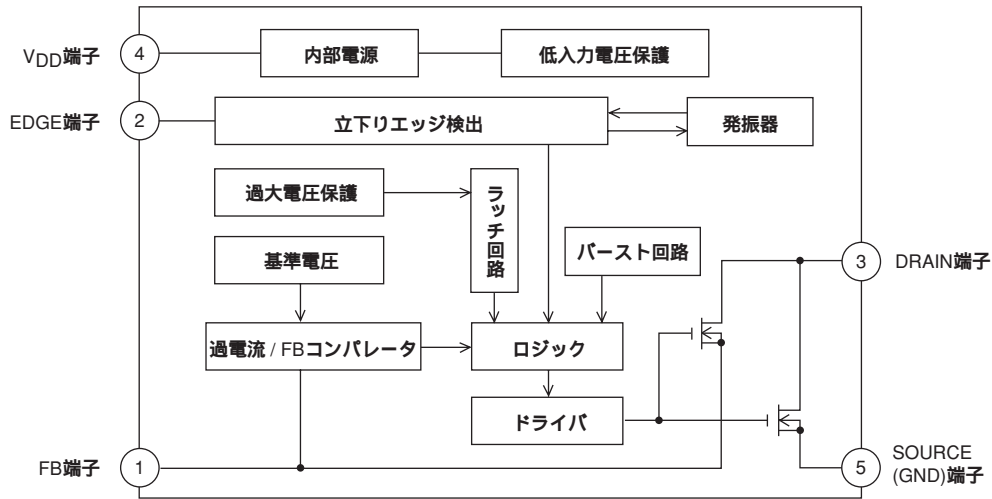 VDD端子
4
内部電源
低入力電圧保護
EDGE端子
2
立下りエッジ検出
発振器
過大電圧保護
ラッチ回路
基準電圧
バースト回路
3
DRAIN端子
過電流 / FBコンパレータ
ロジック
ドライバ
FB端子
1
5
SOURCE
(GND)端子